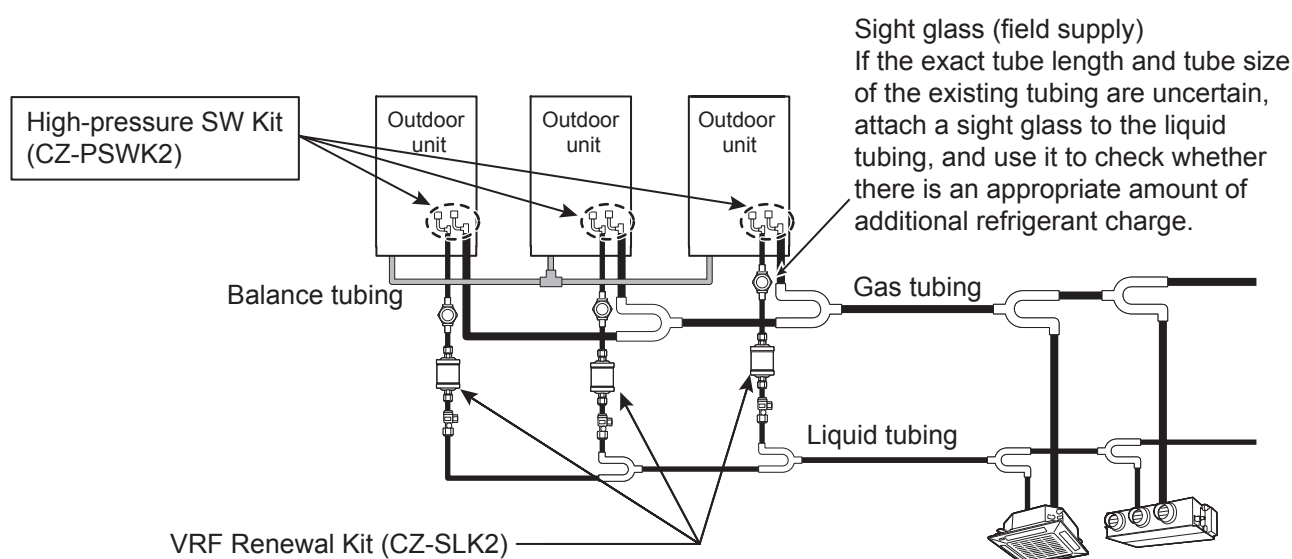 Sight glass (field supply)
If the exact tube length and tube size
of the existing tubing are uncertain,
attach a sight glass to the liquid
tubing, and use it to check whether
there is an appropriate amount of
additional refrigerant charge.
High-pressure SW Kit
(CZ-PSWK2)
Outdoor
unit
Outdoor
unit
Outdoor
unit
Balance tubing
Gas tubing
Liquid tubing
VRF Renewal Kit (CZ-SLK2)